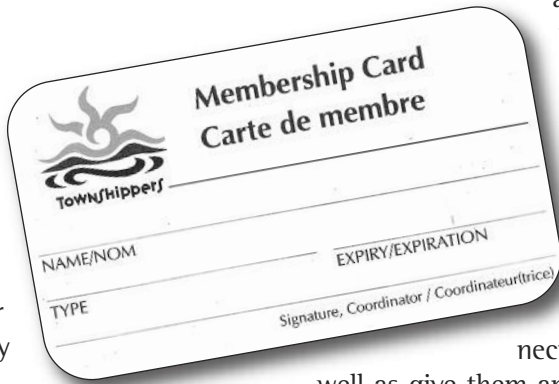 Membership Card
Carte de membre
Townshippers
NAME/NOM
TYPE
EXPIRY/EXPIRATION
Signature, Coordinator / Coordinateur(trice)
well as give them